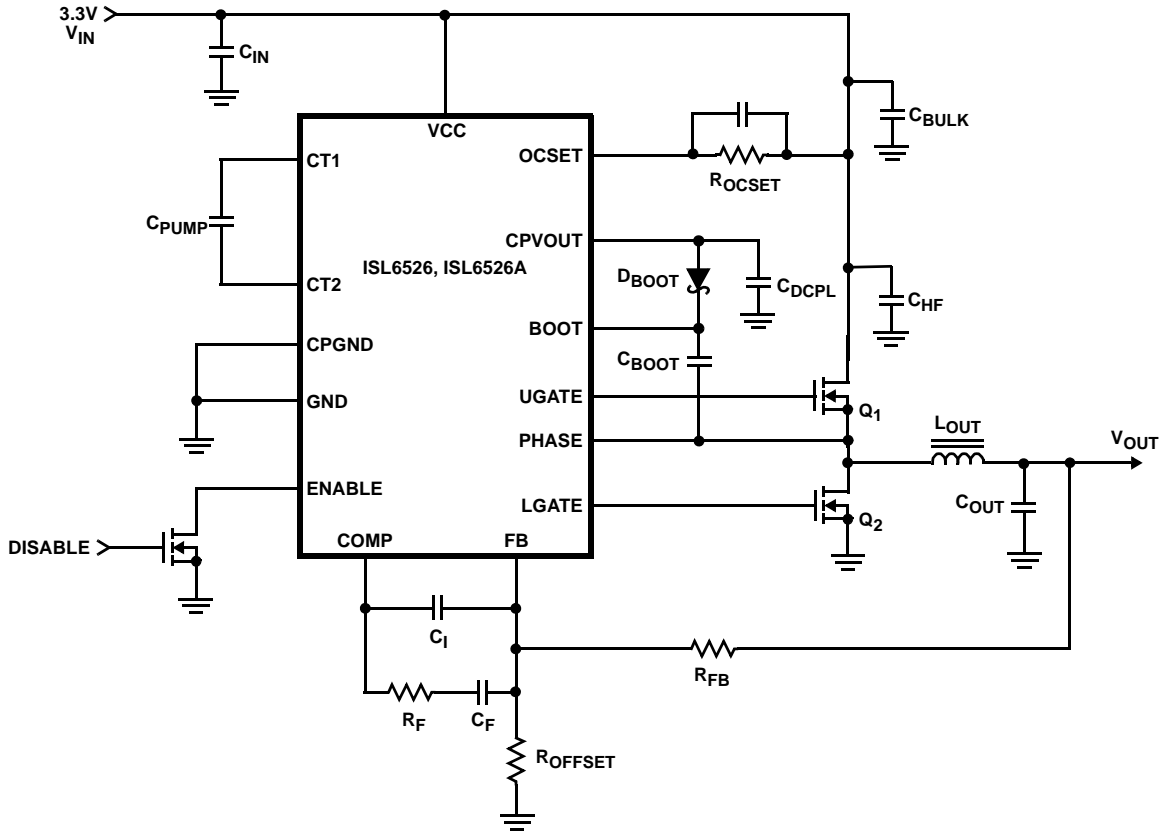 3.3V
VIN
CIN
CBULK
VCC
CT1
OCSET
ROCSET
CPUMP
CPVOUT
ISL6526, ISL6526A
DBOOT
CDCPL
CT2
CHF
BOOT
CPGND
CBOOT
UGATE
GND
Q1
LOUT
PHASE
VOUT
ENABLE
LGATE
COUT
Q2
DISABLE
COMP
FB
CI
RFB
RF
CF
ROFFSET